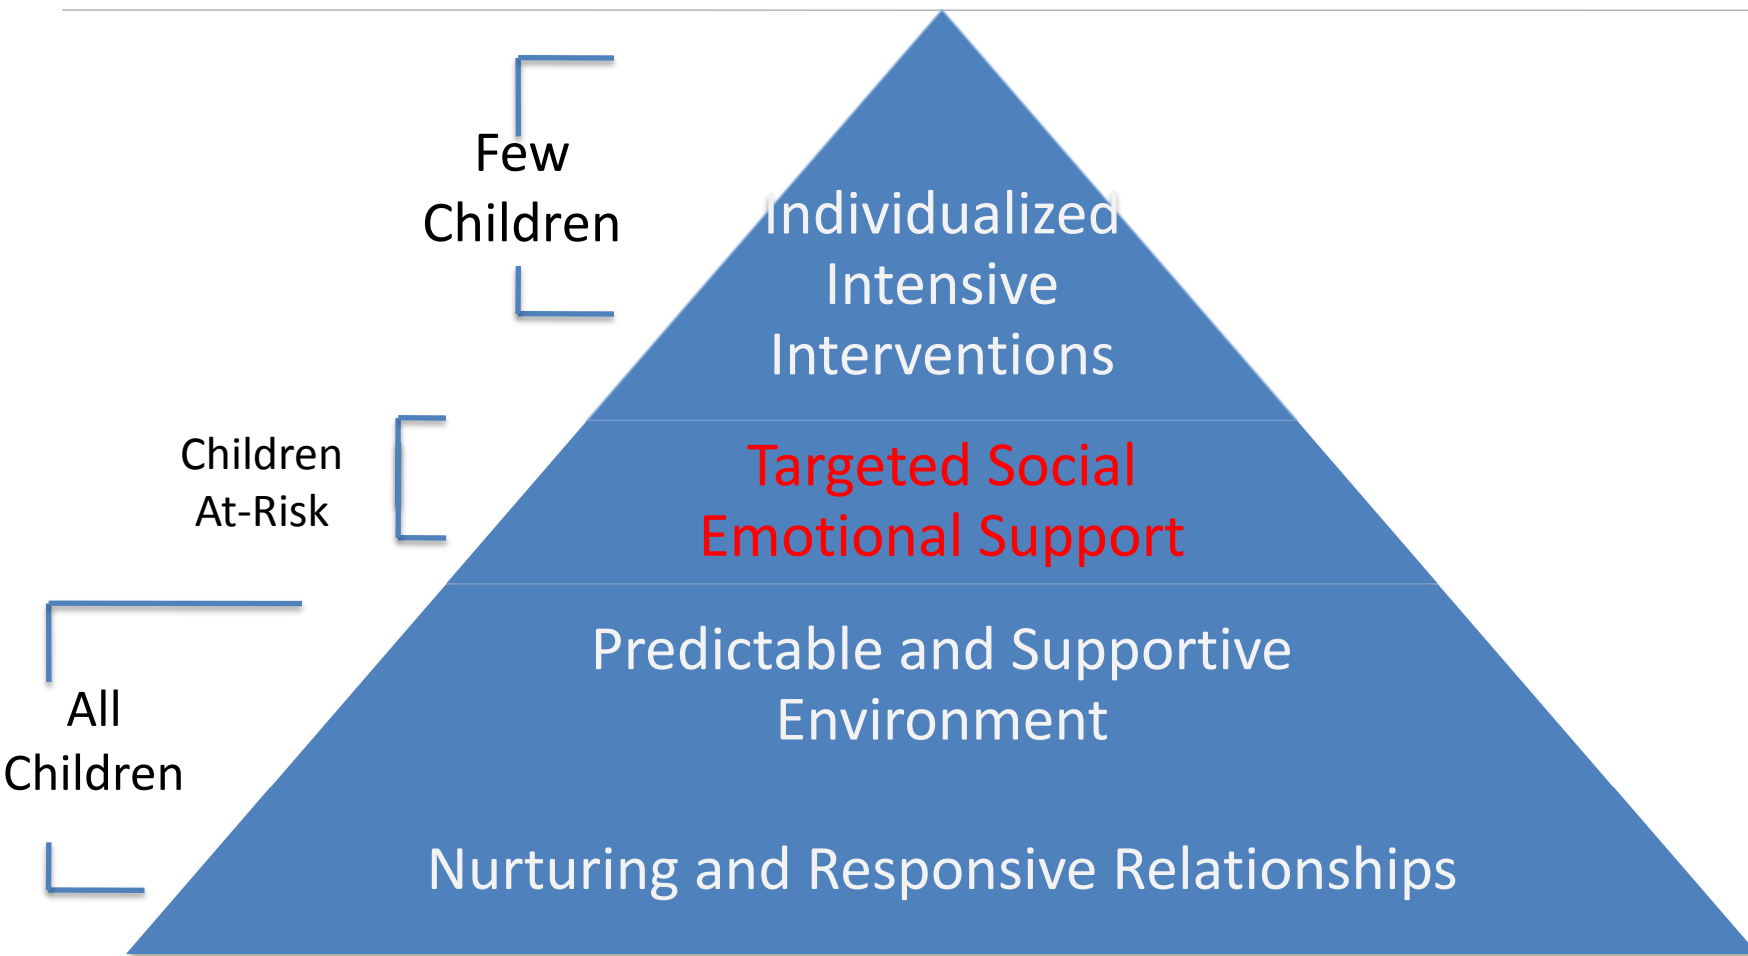 Few
Children
Individualized
Intensive
Interventions
Children
At-Risk
Targeted Social
Emotional Support
All
Children
Predictable and Supportive
Environment
Nurturing and Responsive Relationships